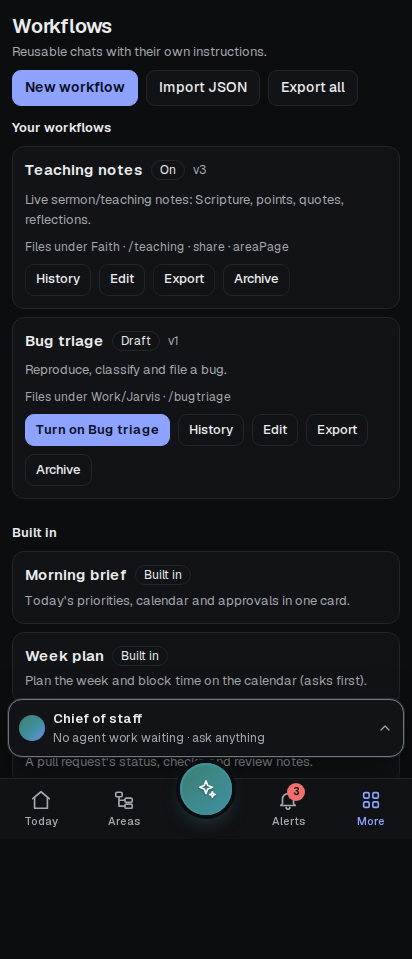 Workflows
Reusable chats with their own instructions.
New workflow Import JSON Export all
Your workflows
Teaching notes On v3
Live sermon/teaching notes: Scripture, points, quotes,
reflections.
Files under Faith · /teaching · share · areaPage
History Edit Export Archive
Bug triage Draft v1
Reproduce, classify and file a bug.
Files under Work/Jarvis · /bugtriage
Turn on Bug triage History Edit Export
Archive
Built in
Morning brief Built in
Today's priorities, calendar and approvals in one card.
Week plan Built in
Plan the week and block time on the calendar (asks first).
Chief of staff
No agent work waiting · ask anything
A pull request's status, checks and review notes.
3
Today Areas Alerts More